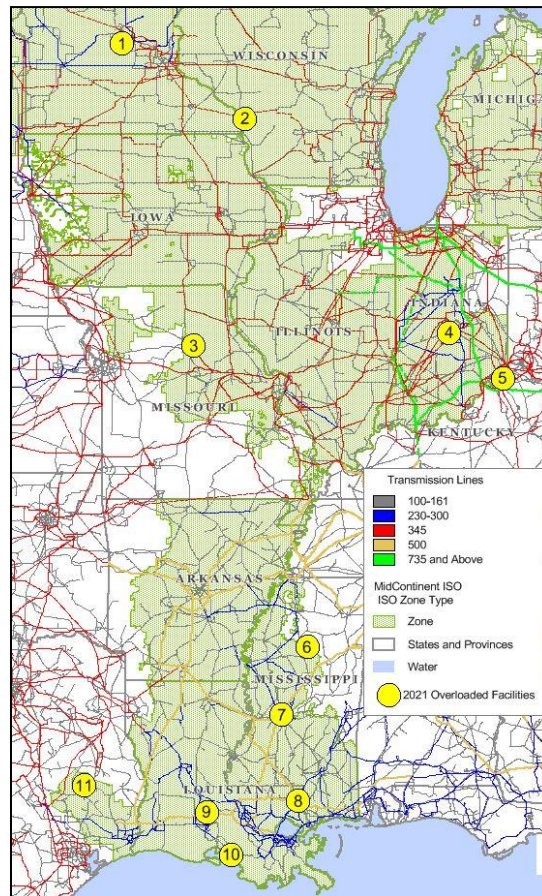 1
WISCONSIN
MICHIGA
2
IOWA
INDIANA
ILLINOIS
4
3
5
MISSOURI
KENTUCKY
Transmission Lines
100-161
230-300
345
500
735 and Above
MidContinent ISO
ISO Zone Type
Zone
States and Provinces
Water
2021 Overloaded Facilities
ARKANSAS
6
MISSISSIPPI
7
11
LOUISIANA
8
9
10